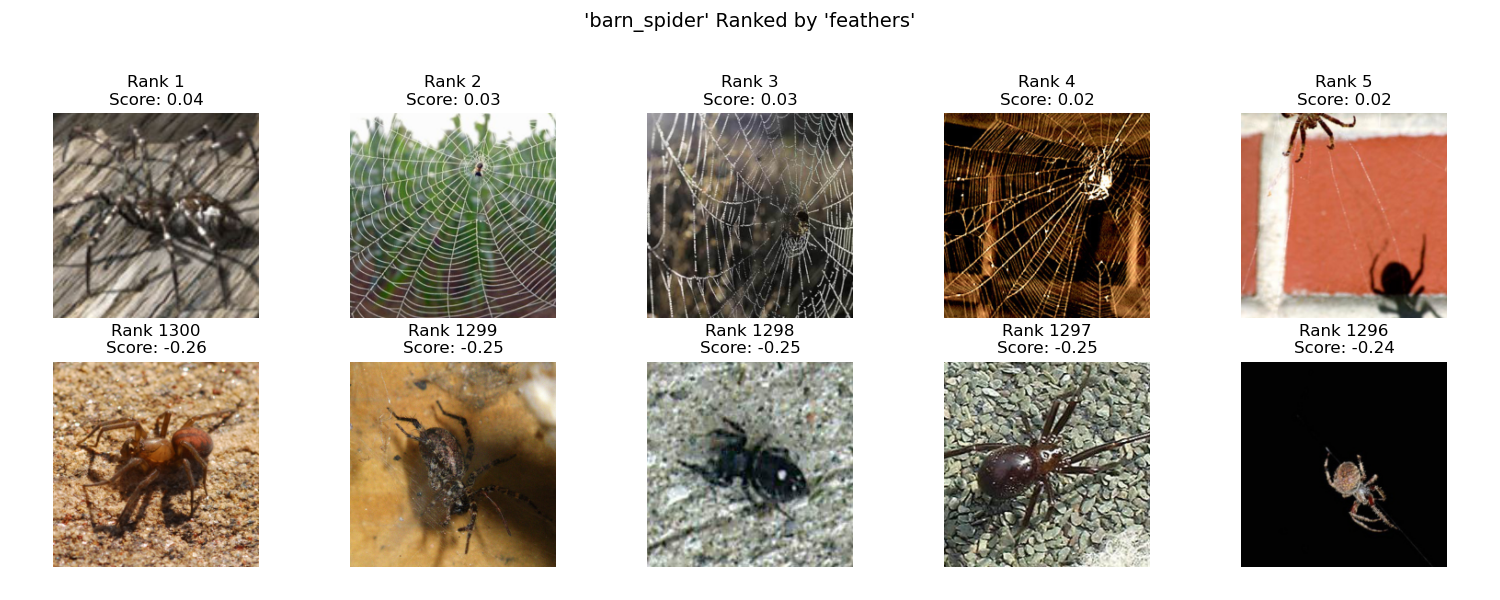 'barn_spider' Ranked by 'feathers'
Rank 1
Score: 0.04
Rank 2
Score: 0.03
Rank 3
Score: 0.03
Rank 4
Score: 0.02
Rank 5
Score: 0.02
Rank 1300
Score: -0.26
Rank 1299
Score: -0.25
Rank 1298
Score: -0.25
Rank 1297
Score: -0.25
Rank 1296
Score: -0.24